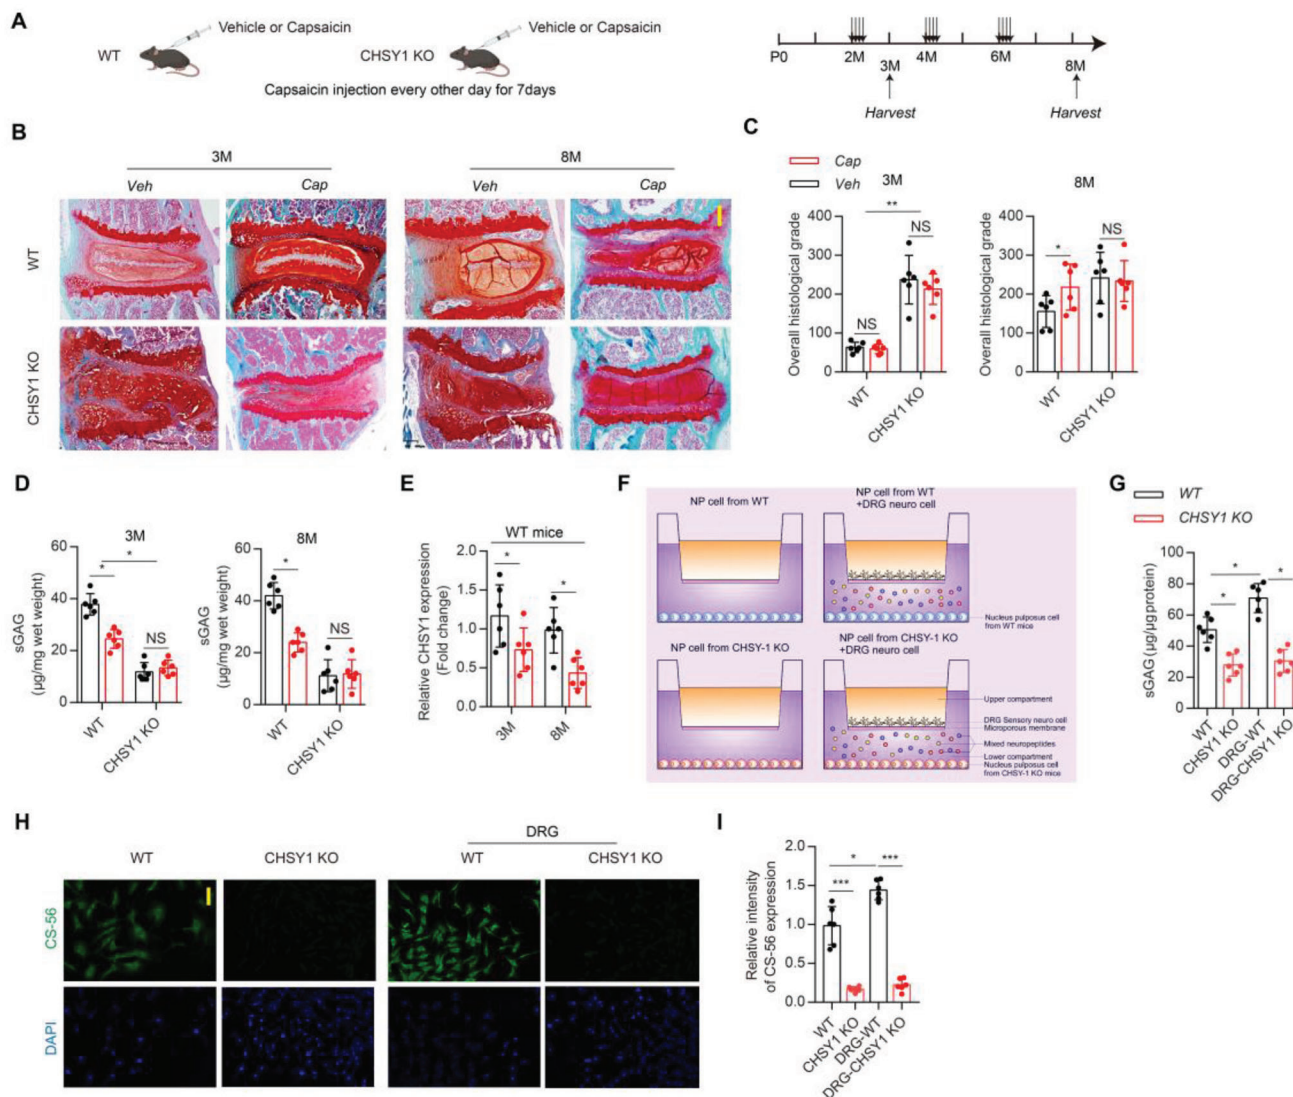 A
WT
Vehicle or Capsaicin
CHSY1 KO
Vehicle or Capsaicin
Capsaicin injection every other day for 7days
P0
2M
3M
4M
6M
8M
Harvest
Harvest
B
3M
8M
Veh
Cap
Veh
Cap
WT
CHSY1 KO
C
Cap
Veh
3M
8M
Overall histological grade
400
300
200
100
0
**
NS
NS
WT
CHSY1 KO
Overall histological grade
400
300
200
100
0
*
NS
WT
CHSY1 KO
D
3M
sGAG
(μg/mg wet weight)
60
40
20
0
*
*
NS
WT
CHSY1 KO
8M
sGAG
(μg/mg wet weight)
60
40
20
0
*
NS
WT
CHSY1 KO
E
WT mice
Relative CHSY1 expression
(Fold change)
2.0
1.5
1.0
0.5
0.0
*
*
3M
8M
F
NP cell from WT
NP cell from WT
+DRG neuro cell
Nucleus pulposus cell
from WT mice
NP cell from CHSY-1 KO
NP cell from CHSY-1 KO
+DRG neuro cell
Upper compartment
DRG Sensory neuro cell
Microporous membrane
Mixed neuropeptides
Lower compartment
Nucleus pulposus cell
from CHSY-1 KO mice
G
WT
CHSY1 KO
sGAG (μg/μgprotein)
100
80
60
40
20
0
*
*
*
WT
CHSY1 KO
DRG-WT
DRG-CHSY1 KO
H
DRG
WT
CHSY1 KO
WT
CHSY1 KO
CS-56
DAPI
I
Relative intensity
of CS-56 expression
2.0
1.5
1.0
0.5
0.0
*
***
***
WT
CHSY1 KO
DRG-WT
DRG-CHSY1 KO